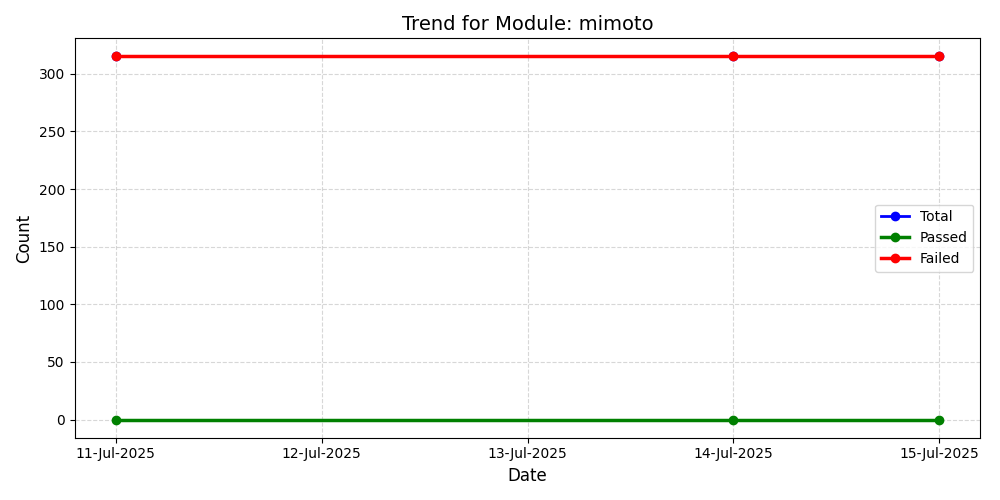 Trend for Module: mimoto
Count
300
250
200
150
100
50
0
Total
Passed
Failed
11-Jul-2025
12-Jul-2025
13-Jul-2025
14-Jul-2025
15-Jul-2025
Date